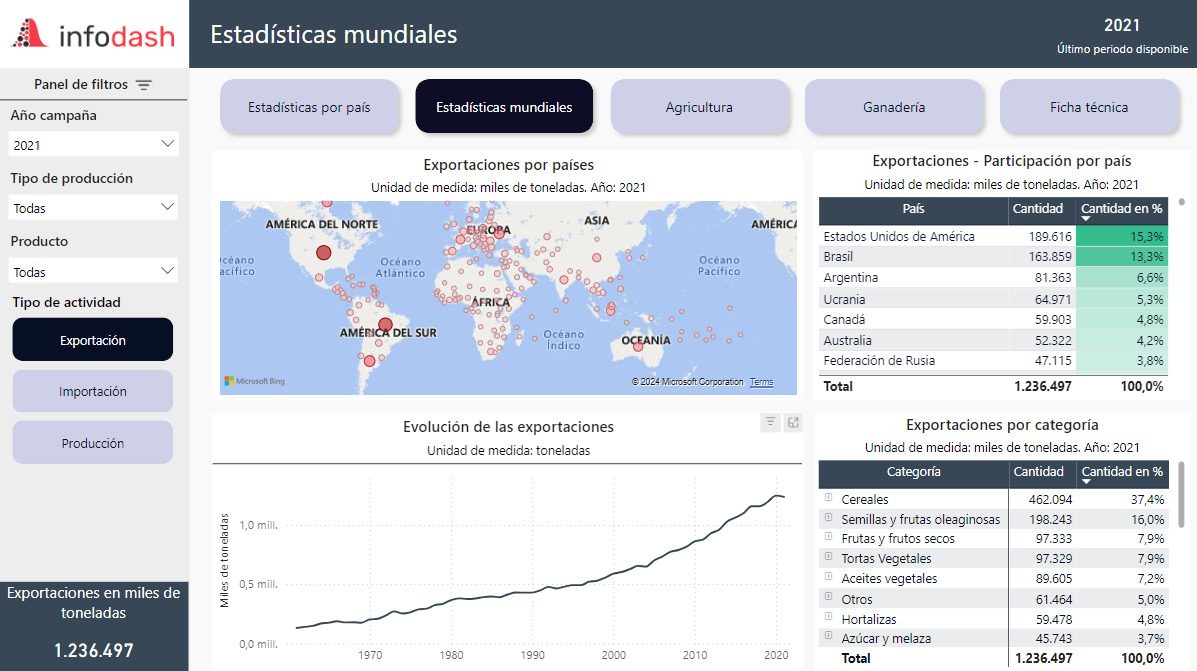 infodash
Estadísticas mundiales
2021
Último periodo disponible
Panel de filtros
Año campaña
2021
Tipo de producción
Todas
Producto
Todas
Tipo de actividad
Exportación
Importación
Producción
Exportaciones en miles de
toneladas
1.236.497
Estadísticas por país
Estadísticas mundiales
Agricultura
Ganadería
Ficha técnica
Exportaciones por países
Unidad de medida: miles de toneladas. Año: 2021
AMÉRICA DEL NORTE
EUROPA
ASIA
AMÉRICA
Océano
Pacífico
Océano
Atlántico
Océano
Pacífico
ÁFRICA
AMÉRICA DEL SUR
Océano
Índico
OCEANÍA
Microsoft Bing
© 2024 Microsoft Corporation Terms
Exportaciones - Participación por país
Unidad de medida: miles de toneladas. Año: 2021
País Cantidad Cantidad en %
Estados Unidos de América 189.616 15,3%
Brasil 163.859 13,3%
Argentina 81.363 6,6%
Ucrania 64.971 5,3%
Canadá 59.903 4,8%
Australia 52.322 4,2%
Federación de Rusia 47.115 3,8%
Total 1.236.497 100,0%
Evolución de las exportaciones
Unidad de medida: toneladas
Miles de toneladas
1,0 mill.
0,5 mill.
0,0 mill.
1970 1980 1990 2000 2010 2020
Exportaciones por categoría
Unidad de medida: miles de toneladas. Año: 2021
Categoría Cantidad Cantidad en %
Cereales 462.094 37,4%
Semillas y frutas oleaginosas 198.243 16,0%
Frutas y frutos secos 97.333 7,9%
Tortas Vegetales 97.329 7,9%
Aceites vegetales 89.605 7,2%
Otros 61.464 5,0%
Hortalizas 59.478 4,8%
Azúcar y melaza 45.743 3,7%
Total 1.236.497 100,0%